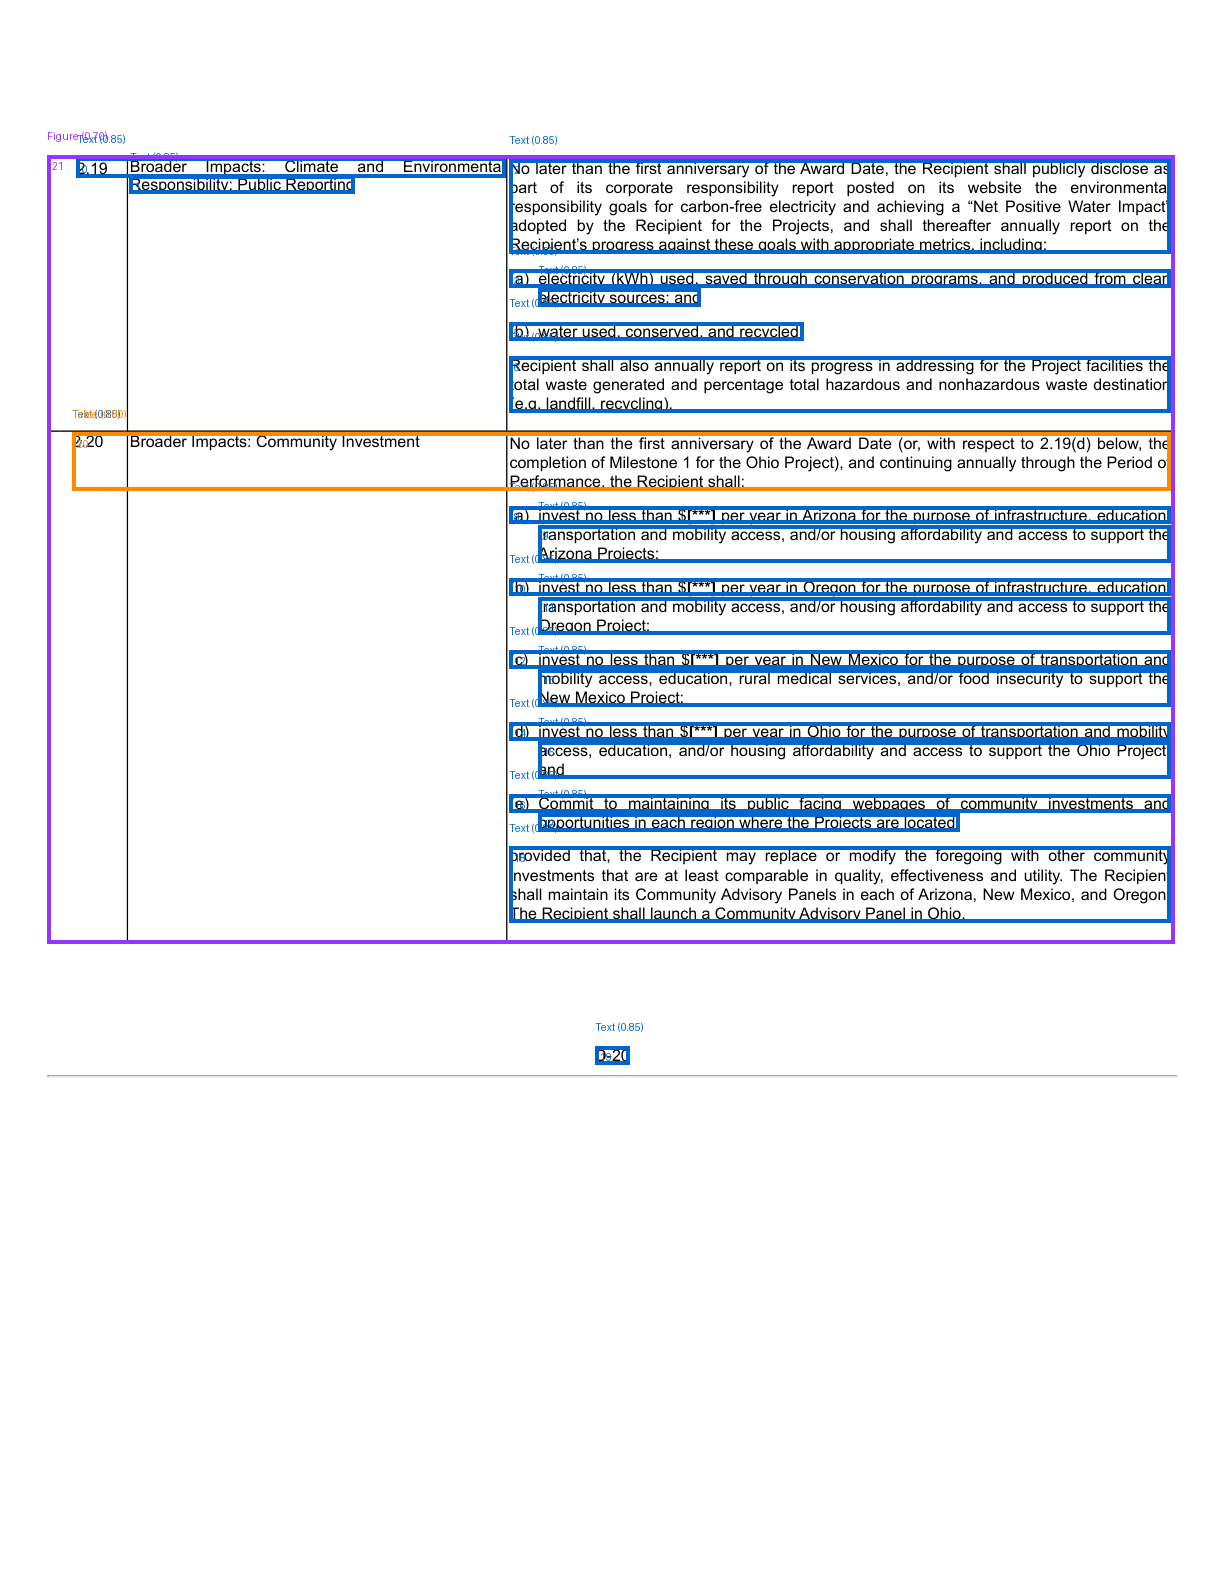 Figure (0.70)
Text (0.85)
Text (0.85)
21
2.19 Broader Impacts: Climate and Environmental
Responsibility: Public Reporting
No later than the first anniversary of the Award Date, the Recipient shall publicly disclose as
part of its corporate responsibility report posted on its website the environmental
responsibility goals for carbon-free electricity and achieving a “Net Positive Water Impact”
adopted by the Recipient for the Projects, and shall thereafter annually report on the
Recipient’s progress against these goals with appropriate metrics, including:
(a) electricity (kWh) used, saved through conservation programs, and produced from clean
electricity sources; and
(b) water used, conserved, and recycled
Recipient shall also annually report on its progress in addressing for the Project facilities the
total waste generated and percentage total hazardous and nonhazardous waste destination
(e.g. landfill, recycling).
2.20 Broader Impacts: Community Investment
No later than the first anniversary of the Award Date (or, with respect to 2.19(d) below, the
completion of Milestone 1 for the Ohio Project), and continuing annually through the Period of
Performance, the Recipient shall:
(a) invest no less than $[***] per year in Arizona for the purpose of infrastructure, education,
transportation and mobility access, and/or housing affordability and access to support the
Arizona Projects;
(b) invest no less than $[***] per year in Oregon for the purpose of infrastructure, education,
transportation and mobility access, and/or housing affordability and access to support the
Oregon Project;
(c) invest no less than $[***] per year in New Mexico for the purpose of transportation and
mobility access, education, rural medical services, and/or food insecurity to support the
New Mexico Project;
(d) invest no less than $[***] per year in Ohio for the purpose of transportation and mobility
access, education, and/or housing affordability and access to support the Ohio Project
and
(e) Commit to maintaining its public facing webpages of community investments and
opportunities in each region where the Projects are located
provided that, the Recipient may replace or modify the foregoing with other community
investments that are at least comparable in quality, effectiveness and utility. The Recipient
shall maintain its Community Advisory Panels in each of Arizona, New Mexico, and Oregon.
The Recipient shall launch a Community Advisory Panel in Ohio.
Text (0.85)